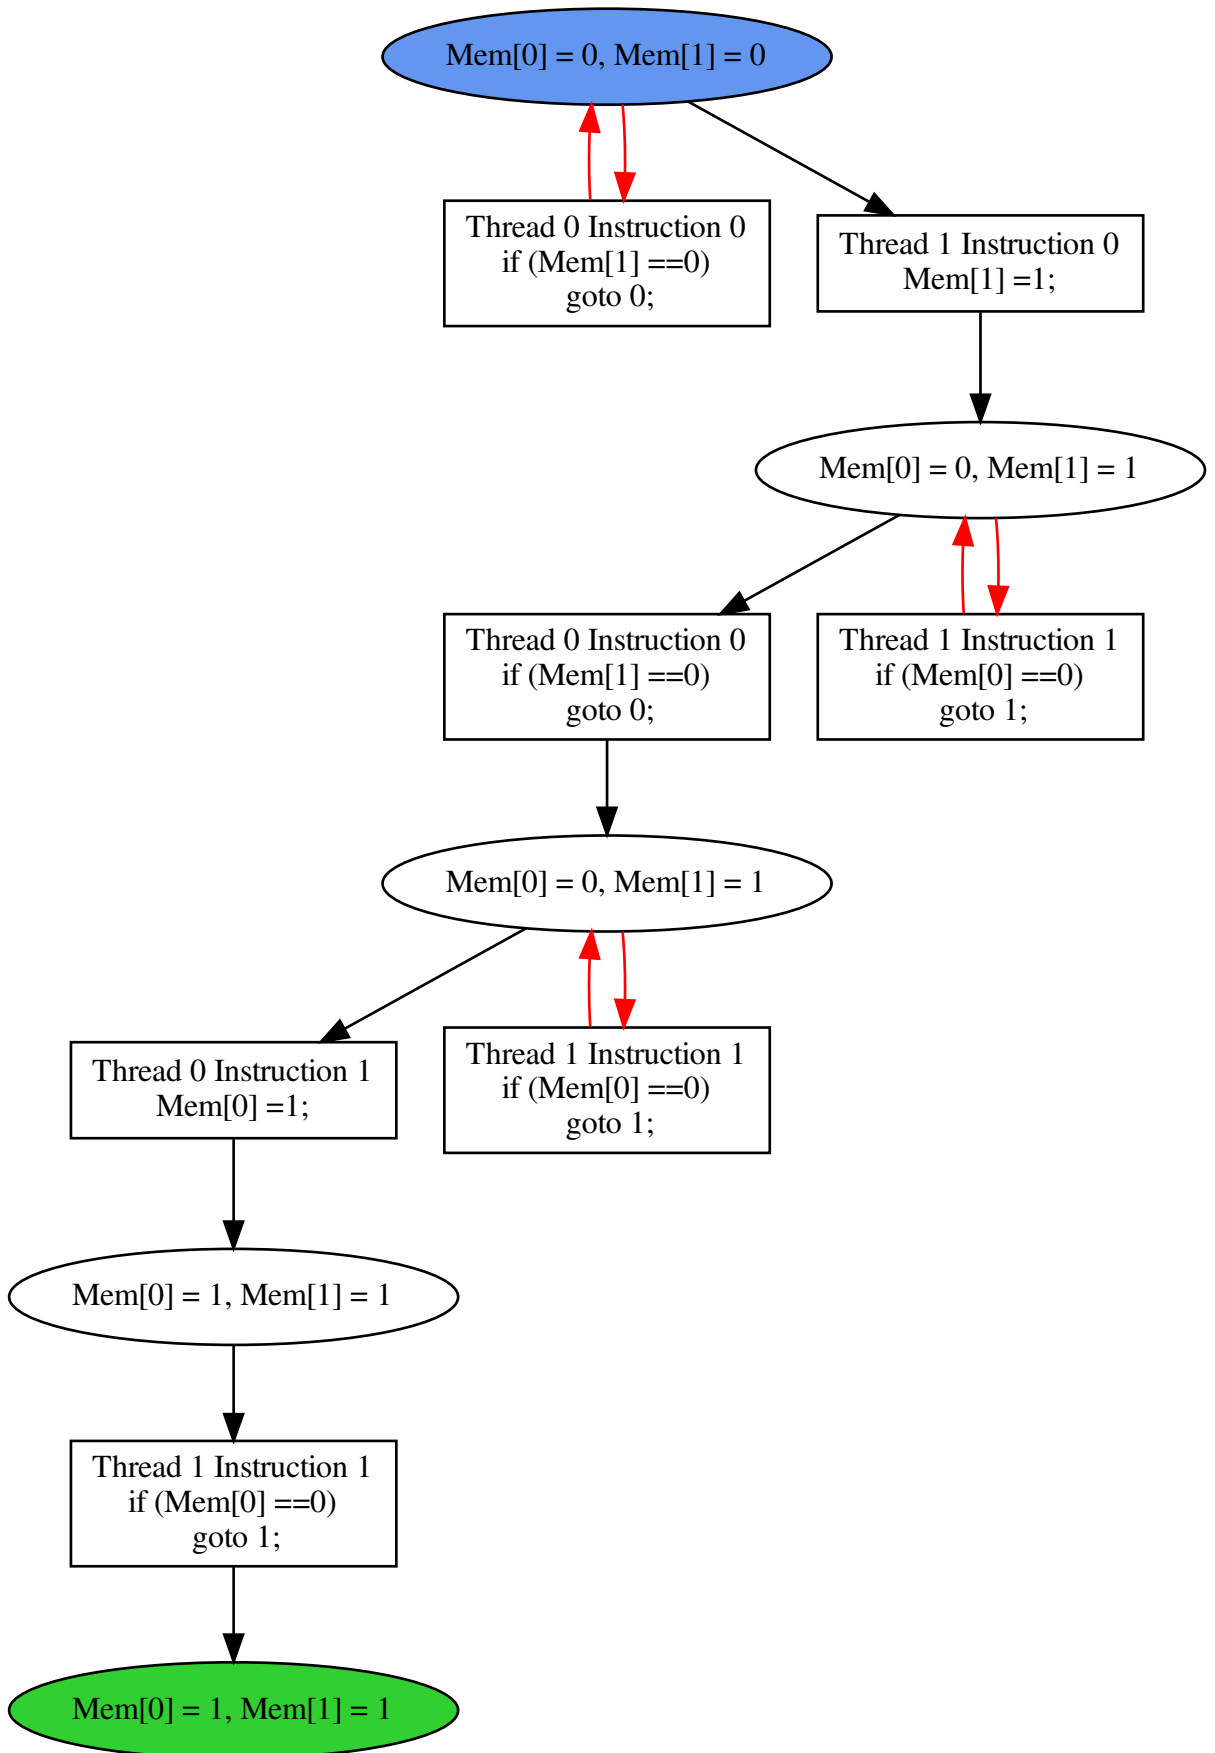 Mem[0] = 0, Mem[1] = 0
Thread 0 Instruction 0
if (Mem[1] ==0)
goto 0;
Thread 1 Instruction 0
Mem[1] =1;
Mem[0] = 0, Mem[1] = 1
Thread 0 Instruction 0
if (Mem[1] ==0)
goto 0;
Thread 1 Instruction 1
if (Mem[0] ==0)
goto 1;
Mem[0] = 0, Mem[1] = 1
Thread 0 Instruction 1
Mem[0] =1;
Thread 1 Instruction 1
if (Mem[0] ==0)
goto 1;
Mem[0] = 1, Mem[1] = 1
Thread 1 Instruction 1
if (Mem[0] ==0)
goto 1;
Mem[0] = 1, Mem[1] = 1